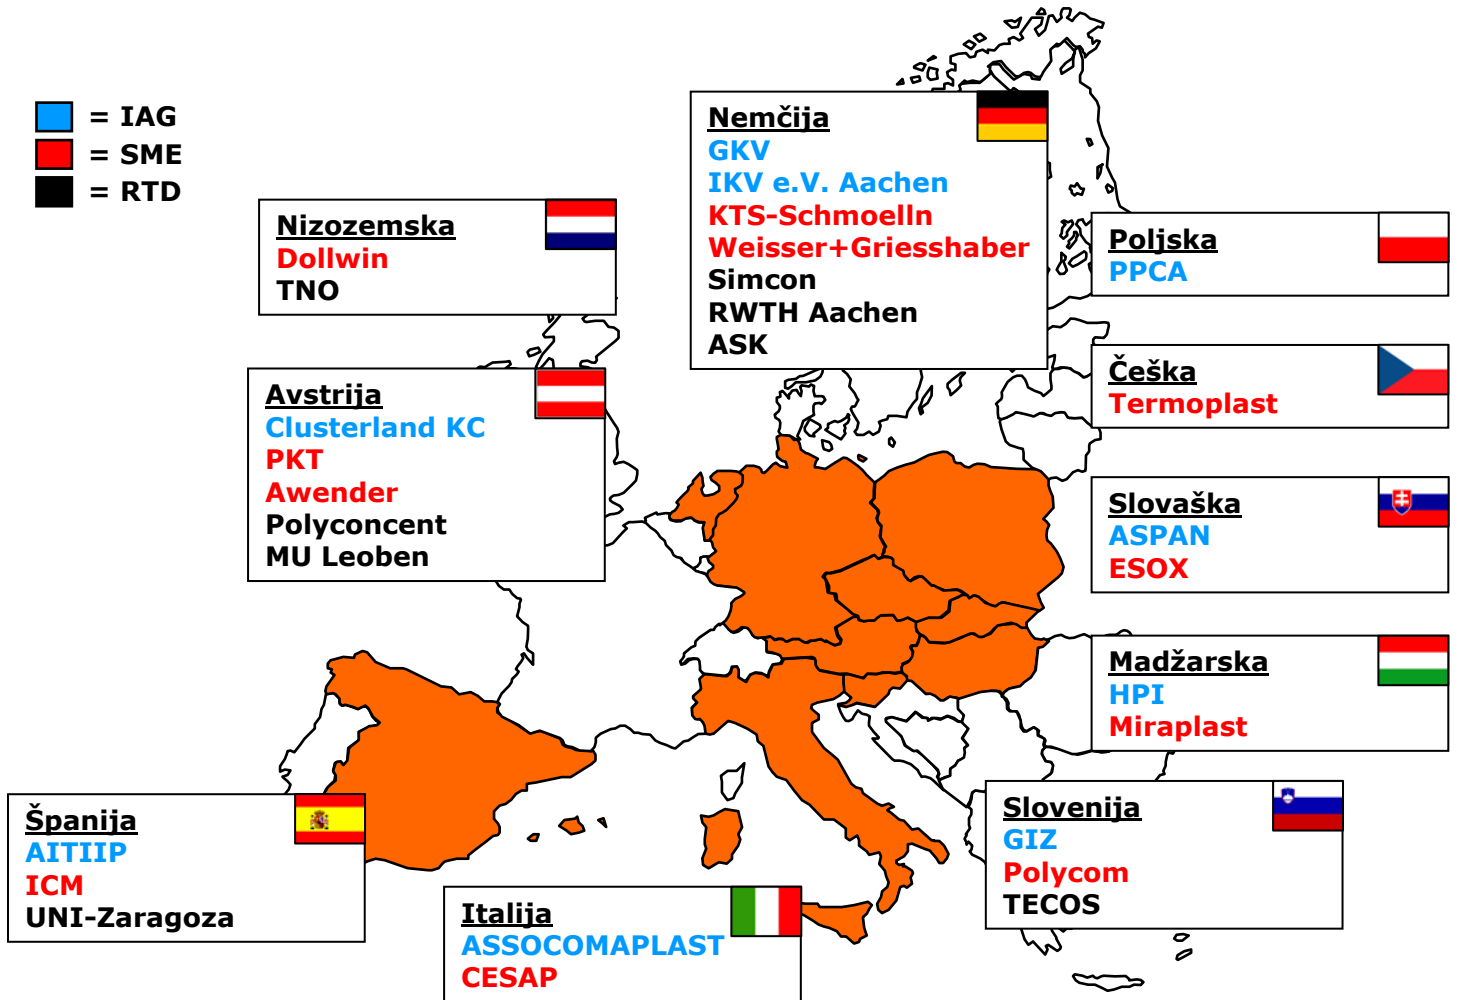 = IAG
= SME
= RTD
Nemčija
GKV
IKV e.V. Aachen
KTS-Schmoelln
Weisser+Griesshaber
Simcon
RWTH Aachen
ASK
Nizozemska
Dollwin
TNO
Poljska
PPCA
Češka
Termoplast
Avstrija
Clusterland KC
PKT
Awender
Polyconcent
MU Leoben
Slovaška
ASPAN
ESOX
Madžarska
HPI
Miraplast
Španija
AITIIP
ICM
UNI-Zaragoza
Italija
ASSOCOMAPLAST
CESAP
Slovenija
GIZ
Polycom
TECOS